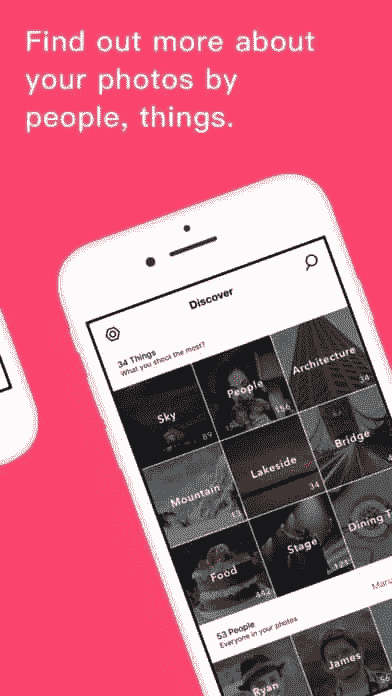 Find out more about
your photos by
people, things.
Discover
34 Things
What you shoot the most?
Sky
69
People
156
Architecture
34
Mountain
13
Lakeside
34
Bridge
Food
442
Stage
121
Dining T
53 People
Everyone in your photos
Mana
Ryan
James